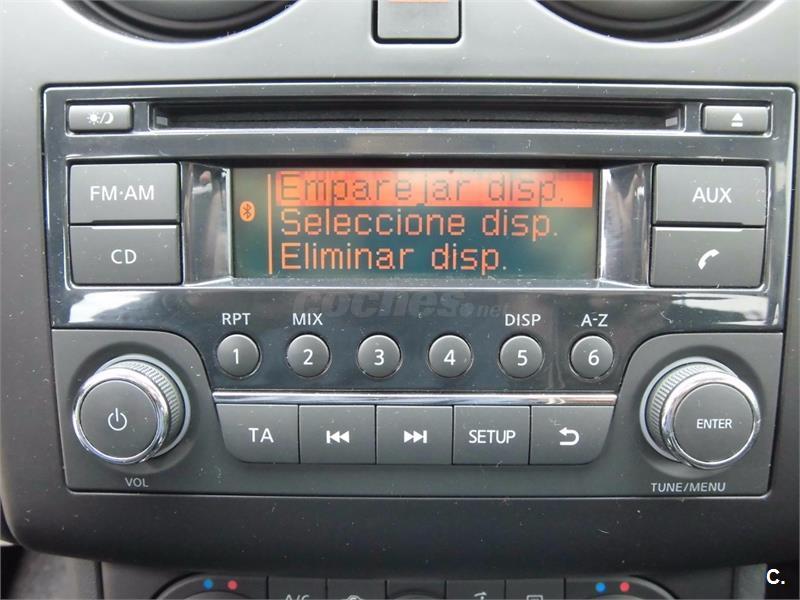 FM·AM
CD
Emparejar disp.
Seleccione disp.
Eliminar disp.
AUX
coches.net
RPT
MIX
DISP
A-Z
1
2
3
4
5
6
TA
SETUP
ENTER
VOL
TUNE/MENU
A/C
C.